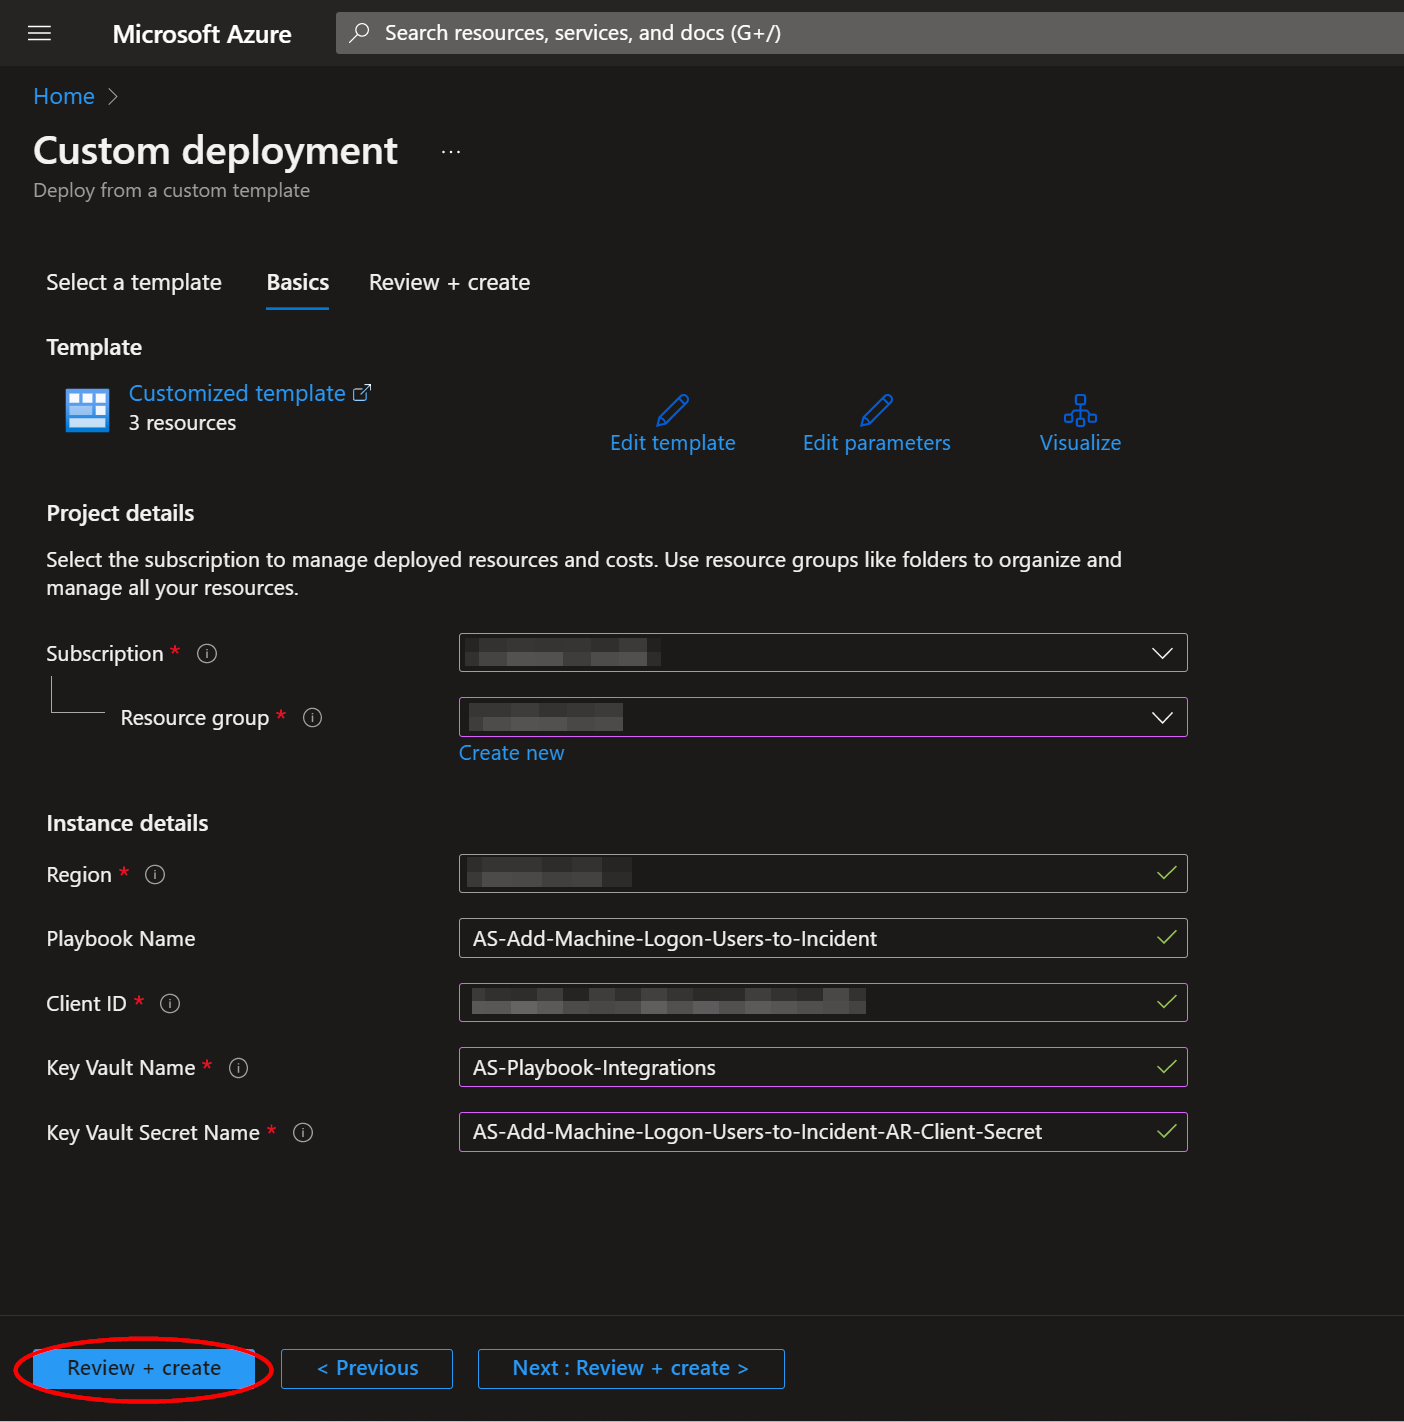 Microsoft Azure
Search resources, services, and docs (G+/)
Home
Custom deployment ...
Deploy from a custom template
Select a template Basics Review + create
Template
Customized template
3 resources
Edit template Edit parameters Visualize
Project details
Select the subscription to manage deployed resources and costs. Use resource groups like folders to organize and
manage all your resources.
Subscription *
Resource group *
Create new
Instance details
Region *
Playbook Name AS-Add-Machine-Logon-Users-to-Incident
Client ID *
Key Vault Name * AS-Playbook-Integrations
Key Vault Secret Name * AS-Add-Machine-Logon-Users-to-Incident-AR-Client-Secret
Review + create < Previous Next : Review + create >